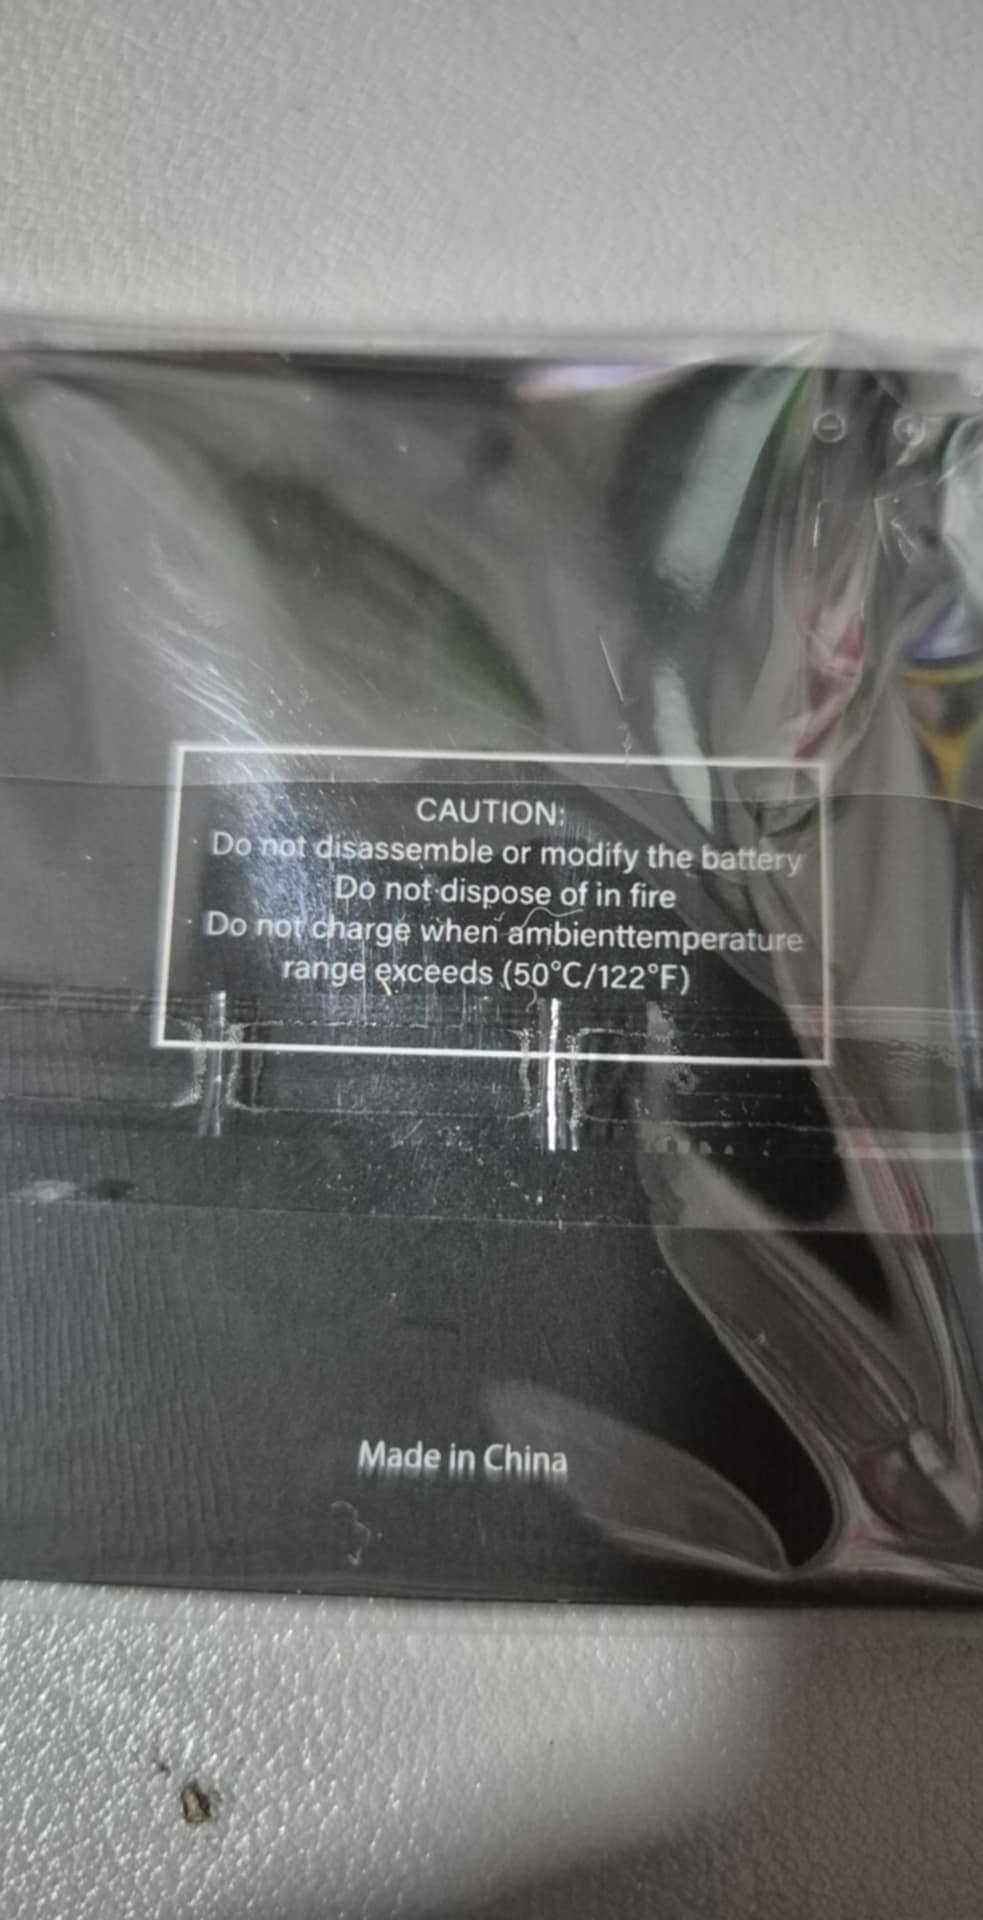 CAUTION:
· Do not disassemble or modify the battery
Do not dispose of in fire
· Do not charge when ambienttemperature
range exceeds (50°C/122°F)
Made in China